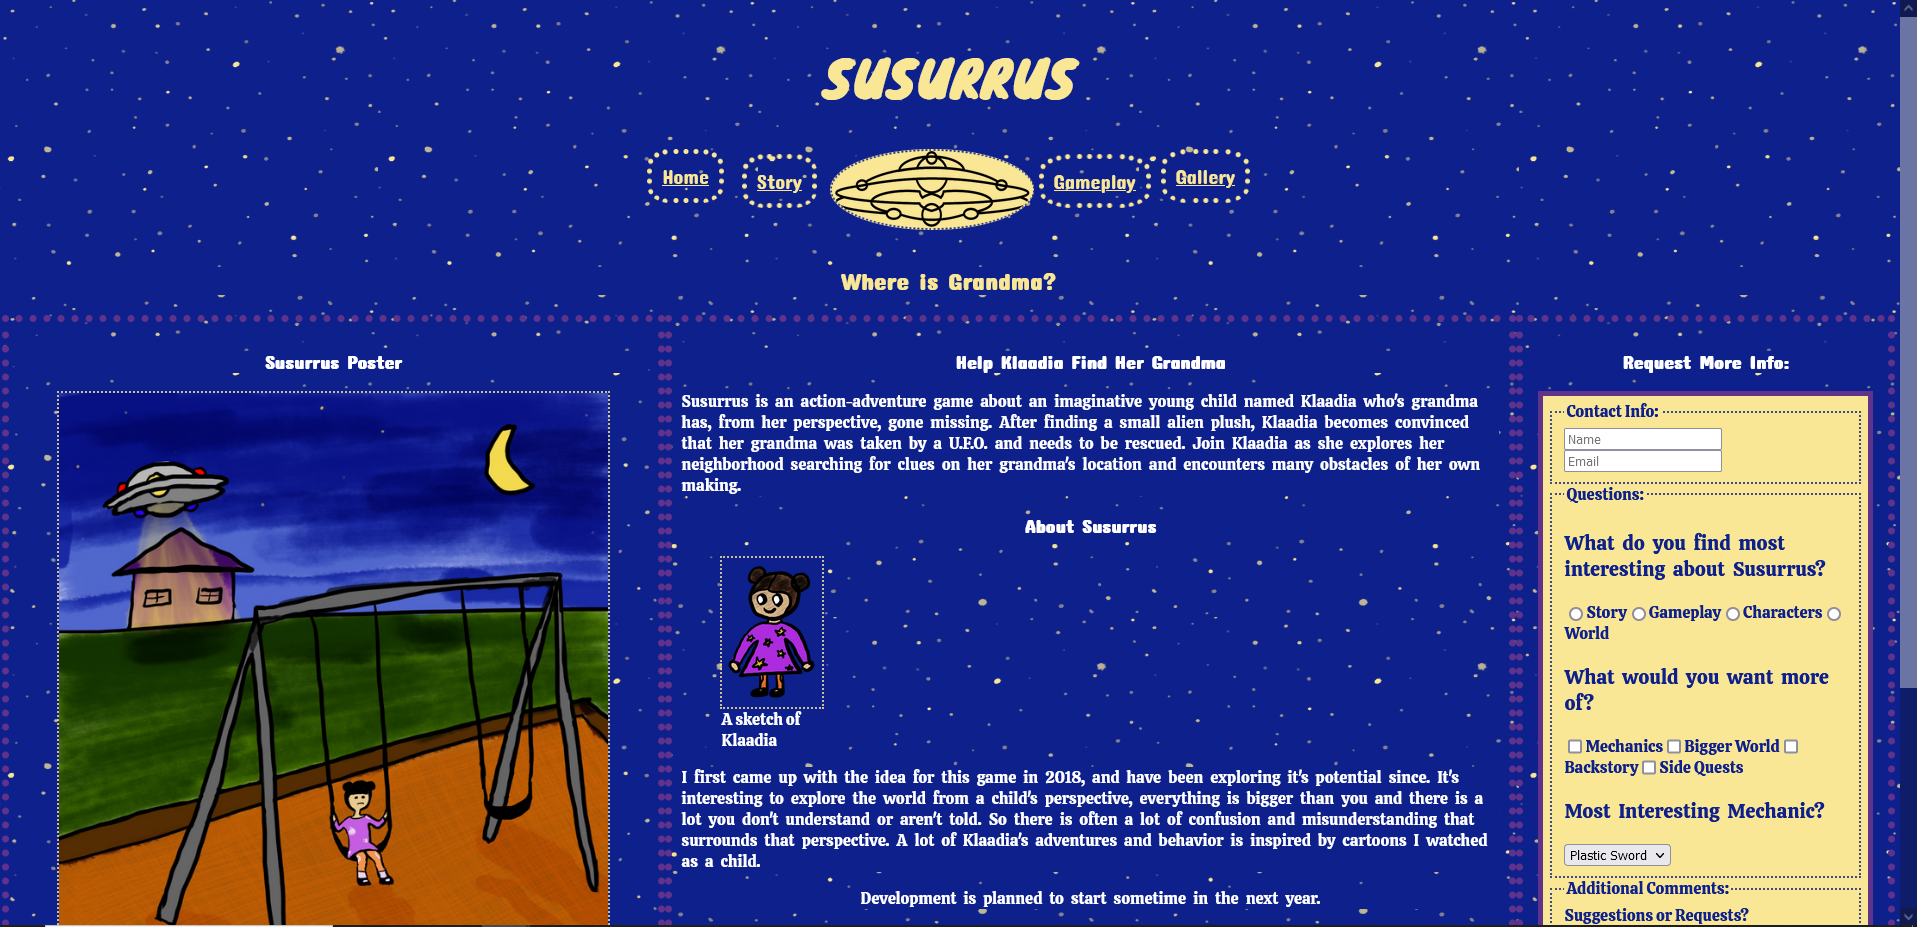 SUSURRUS
Home
Story
Gameplay
Gallery
Where is Grandma?
Susurrus Poster
Help Klaadia Find Her Grandma
Susurrus is an action-adventure game about an imaginative young child named Klaadia who's grandma
has, from her perspective, gone missing. After finding a small alien plush, Klaadia becomes convinced
that her grandma was taken by a U.F.O. and needs to be rescued. Join Klaadia as she explores her
neighborhood searching for clues on her grandma's location and encounters many obstacles of her own
making.
About Susurrus
A sketch of
Klaadia
I first came up with the idea for this game in 2018, and have been exploring it's potential since. It's
interesting to explore the world from a child's perspective, everything is bigger than you and there is a
lot you don't understand or aren't told. So there is often a lot of confusion and misunderstanding that
surrounds that perspective. A lot of Klaadia's adventures and behavior is inspired by cartoons I watched
as a child.
Development is planned to start sometime in the next year.
Request More Info:
Contact Info:
Name
Email
Questions:
What do you find most
interesting about Susurrus?
Story Gameplay Characters
World
What would you want more
of?
Mechanics Bigger World
Backstory Side Quests
Most Interesting Mechanic?
Plastic Sword
Additional Comments:
Suggestions or Requests?